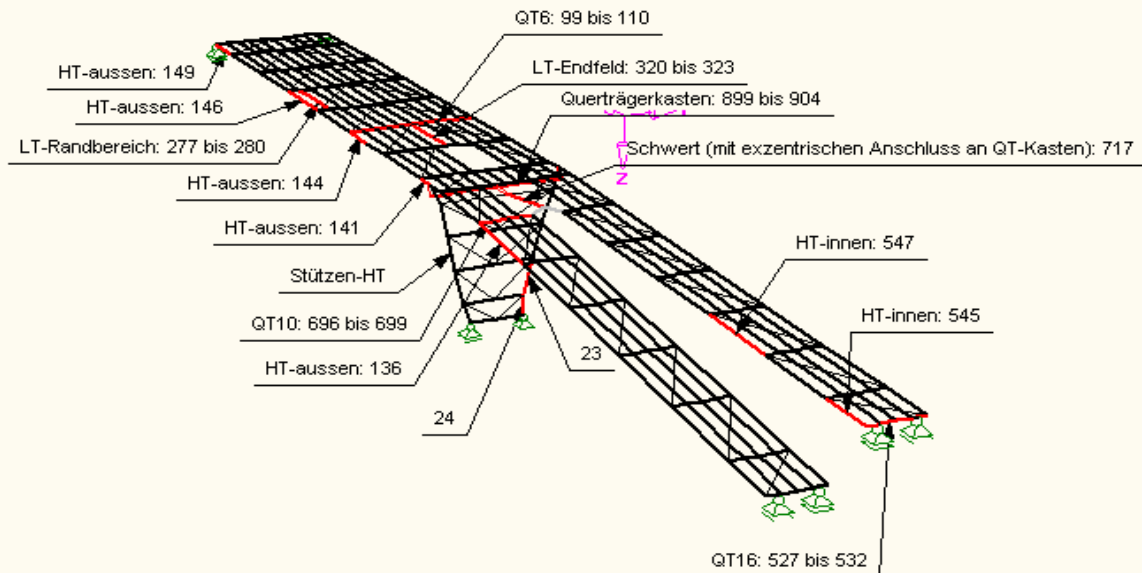 QT6: 99 bis 110
HT-aussen: 149
LT-Endfeld: 320 bis 323
HT-aussen: 146
Querträgerkasten: 899 bis 904
LT-Randbereich: 277 bis 280
Schwert (mit exzentrischen Anschluss an QT-Kasten): 717
Z
HT-aussen: 144
HT-aussen: 141
HT-innen: 547
Stützen-HT
HT-innen: 545
QT10: 696 bis 699
23
HT-aussen: 136
24
QT16: 527 bis 532